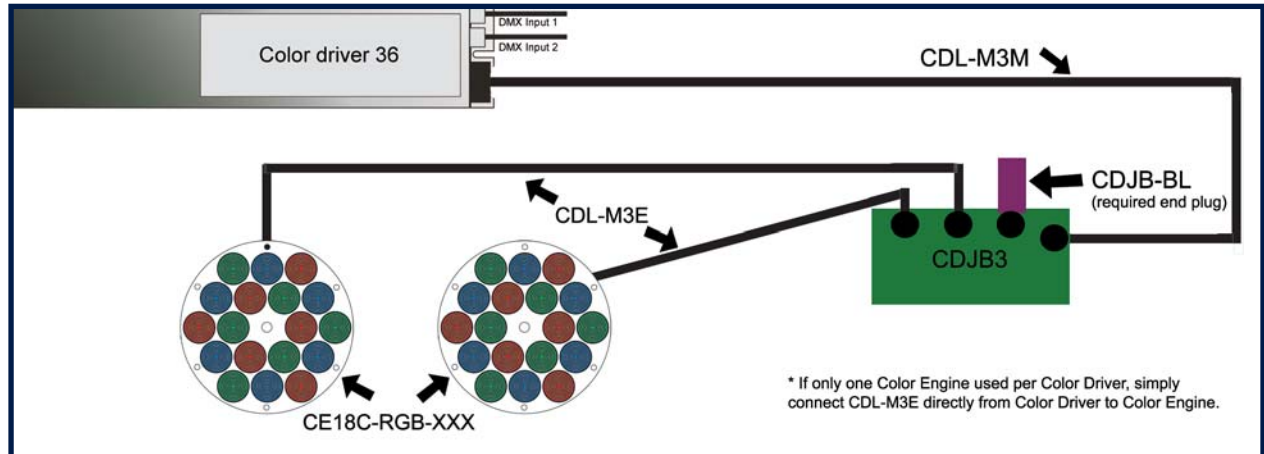 DMX Input 1
Color driver 36
DMX Input 2
CDL-M3M
CDJB-BL
(required end plug)
CDL-M3E
CDJB3
* If only one Color Engine used per Color Driver, simply
connect CDL-M3E directly from Color Driver to Color Engine.
CE18C-RGB-XXX